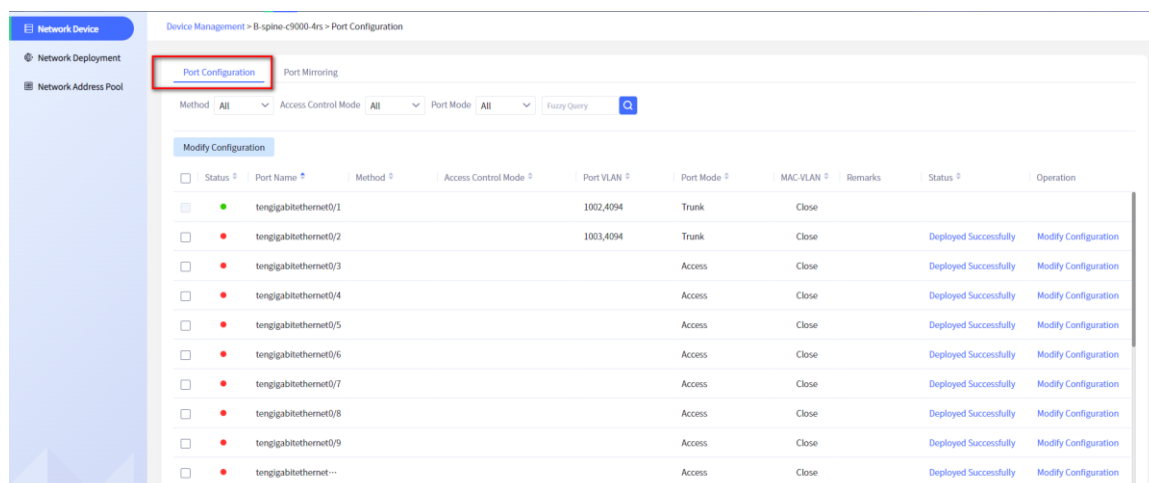 Network Device
Device Management > B-spine-c9000-4rs > Port Configuration
Network Deployment
Network Address Pool
Port Configuration Port Mirroring
Method All Access Control Mode All Port Mode All Fuzzy Query
Modify Configuration
Status Port Name Method Access Control Mode Port VLAN Port Mode MAC-VLAN Remarks Status Operation
tengigabitethernet0/1 1002,4094 Trunk Close
tengigabitethernet0/2 1003,4094 Trunk Close Deployed Successfully Modify Configuration
tengigabitethernet0/3 Access Close Deployed Successfully Modify Configuration
tengigabitethernet0/4 Access Close Deployed Successfully Modify Configuration
tengigabitethernet0/5 Access Close Deployed Successfully Modify Configuration
tengigabitethernet0/6 Access Close Deployed Successfully Modify Configuration
tengigabitethernet0/7 Access Close Deployed Successfully Modify Configuration
tengigabitethernet0/8 Access Close Deployed Successfully Modify Configuration
tengigabitethernet0/9 Access Close Deployed Successfully Modify Configuration
tengigabitethernet··· Access Close Deployed Successfully Modify Configuration